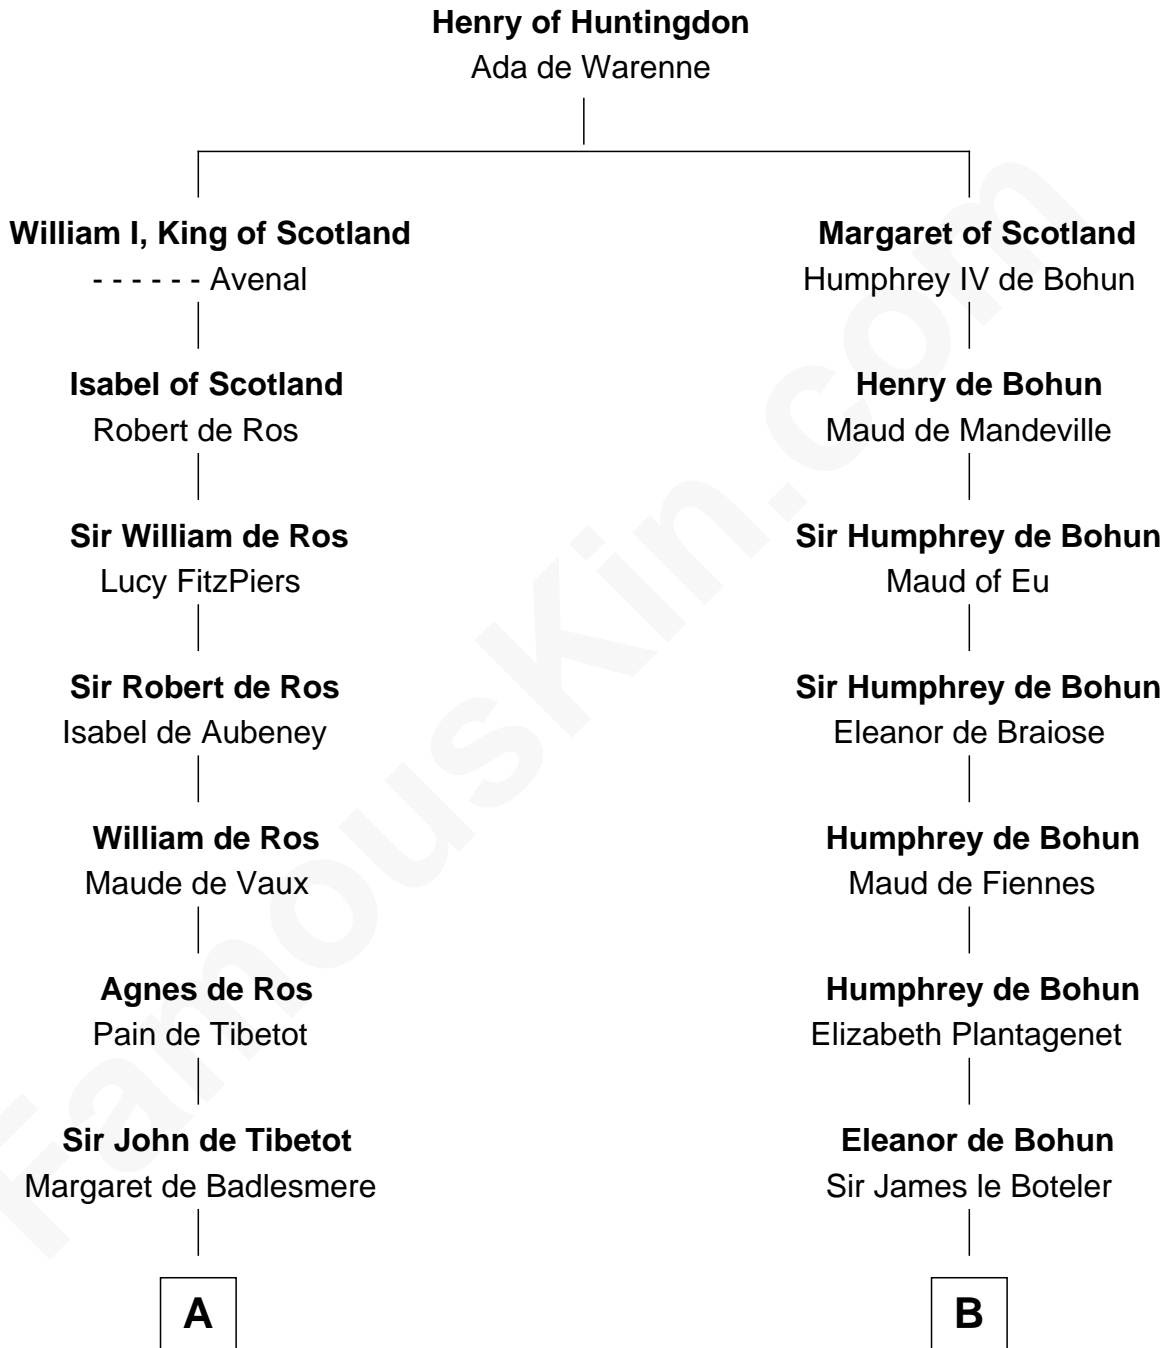 Henry of Huntingdon
Ada de Warenne
William I, King of Scotland
- - - - - - Avenal
Isabel of Scotland
Robert de Ros
Sir William de Ros
Lucy FitzPiers
Sir Robert de Ros
Isabel de Aubeney
William de Ros
Maude de Vaux
Agnes de Ros
Pain de Tibetot
Sir John de Tibetot
Margaret de Badlesmere
A
Margaret of Scotland
Humphrey IV de Bohun
Henry de Bohun
Maud de Mandeville
Sir Humphrey de Bohun
Maud of Eu
Sir Humphrey de Bohun
Eleanor de Braiose
Humphrey de Bohun
Maud de Fiennes
Humphrey de Bohun
Elizabeth Plantagenet
Eleanor de Bohun
Sir James le Boteler
B
FamousKin.com